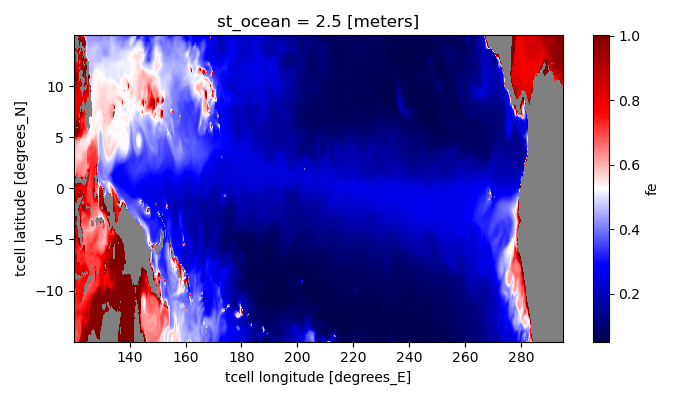 st_ocean = 2.5 [meters]
tcell latitude [degrees_N]
10
5
0
−5
−10
140 160 180 200 220 240 260 280
tcell longitude [degrees_E]
1.0
0.8
0.6
0.4
0.2
fe